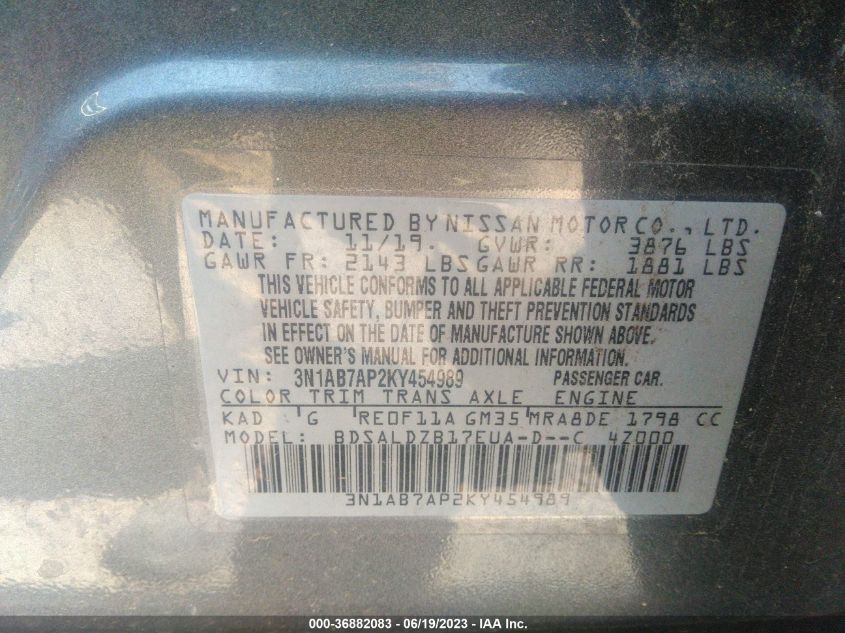 MANUFACTURED BY NISSAN MOTOR CO., LTD.
DATE: 11/19. GVWR: 3876 LBS
GAWR FR: 2143 LBS GAWR RR: 1881 LBS
THIS VEHICLE CONFORMS TO ALL APPLICABLE FEDERAL MOTOR
VEHICLE SAFETY, BUMPER AND THEFT PREVENTION STANDARDS
IN EFFECT ON THE DATE OF MANUFACTURE SHOWN ABOVE.
SEE OWNER'S MANUAL FOR ADDITIONAL INFORMATION.
VIN: 3N1AB7AP2KY454989 PASSENGER CAR.
COLOR TRIM TRANS AXLE ENGINE
KAD G RE0F11A GM35 MRA8DE 1798 CC
MODEL: BDSALDZB17EUA-D--C 4Z000
3N1AB7AP2KY454989
000-36882083 - 06/19/2023 - IAA Inc.